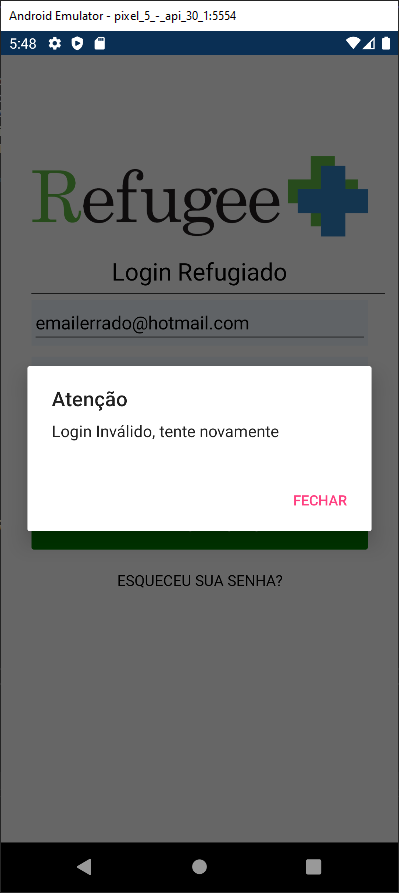 Android Emulator - pixel_5_-_api_30_1:5554
5:48
Refugee
Login Refugiado
emailerrado@hotmail.com
Atenção
Login Inválido, tente novamente
FECHAR
ESQUECEU SUA SENHA?